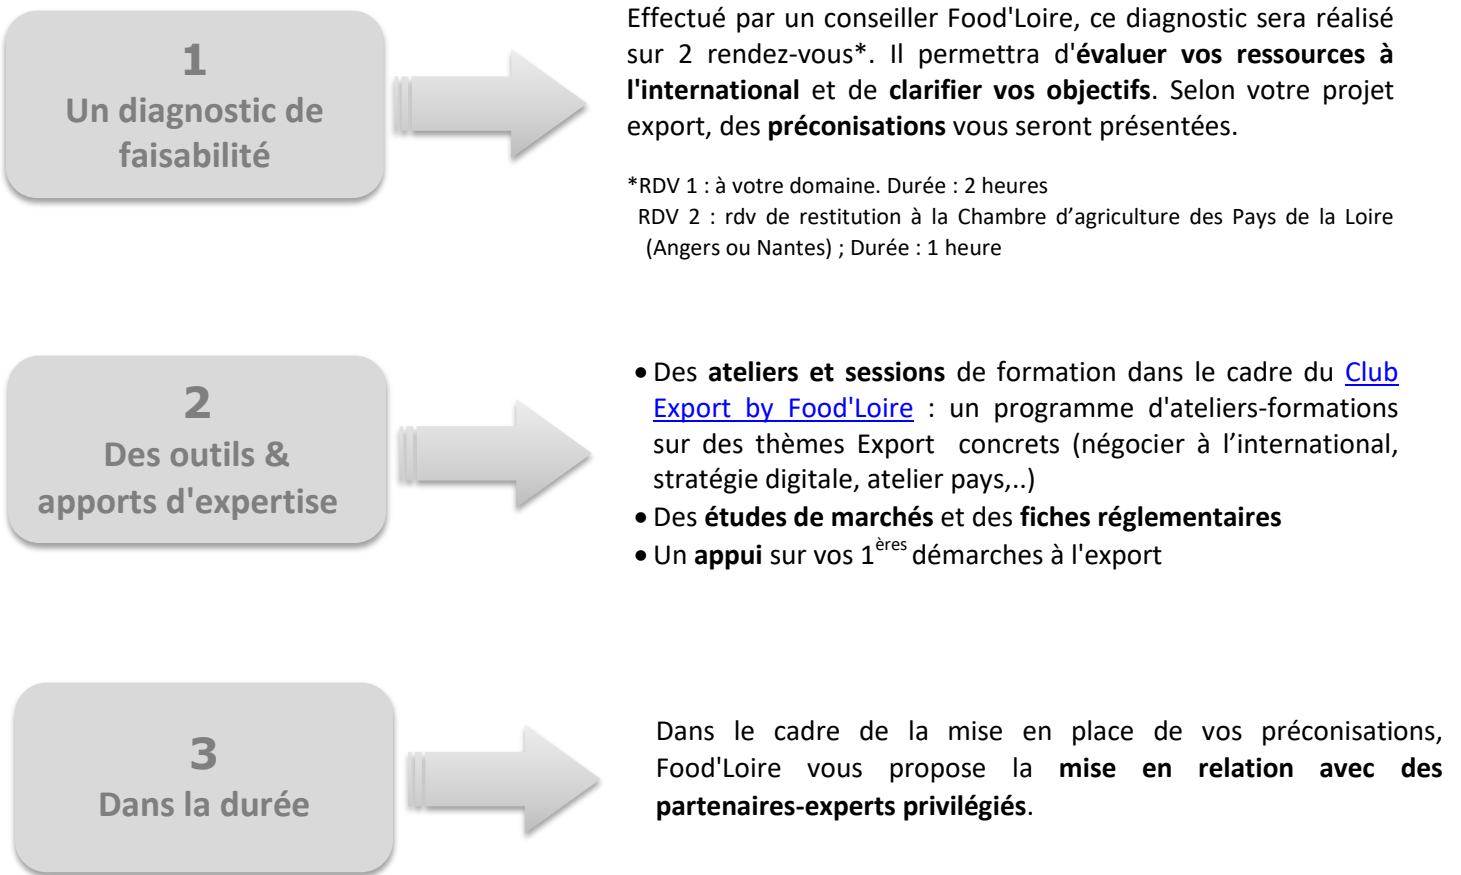 1
Un diagnostic de
faisabilité
Effectué par un conseiller Food'Loire, ce diagnostic sera réalisé
sur 2 rendez-vous*. Il permettra d'évaluer vos ressources à
l'international et de clarifier vos objectifs. Selon votre projet
export, des préconisations vous seront présentées.
*RDV 1 : à votre domaine. Durée : 2 heures
RDV 2 : rdv de restitution à la Chambre d’agriculture des Pays de la Loire
(Angers ou Nantes) ; Durée : 1 heure
2
Des outils &
apports d'expertise
• Des ateliers et sessions de formation dans le cadre du Club
Export by Food'Loire : un programme d'ateliers-formations
sur des thèmes Export concrets (négocier à l’international,
stratégie digitale, atelier pays,..)
• Des études de marchés et des fiches réglementaires
• Un appui sur vos 1ères démarches à l'export
3
Dans la durée
Dans le cadre de la mise en place de vos préconisations,
Food'Loire vous propose la mise en relation avec des
partenaires-experts privilégiés.